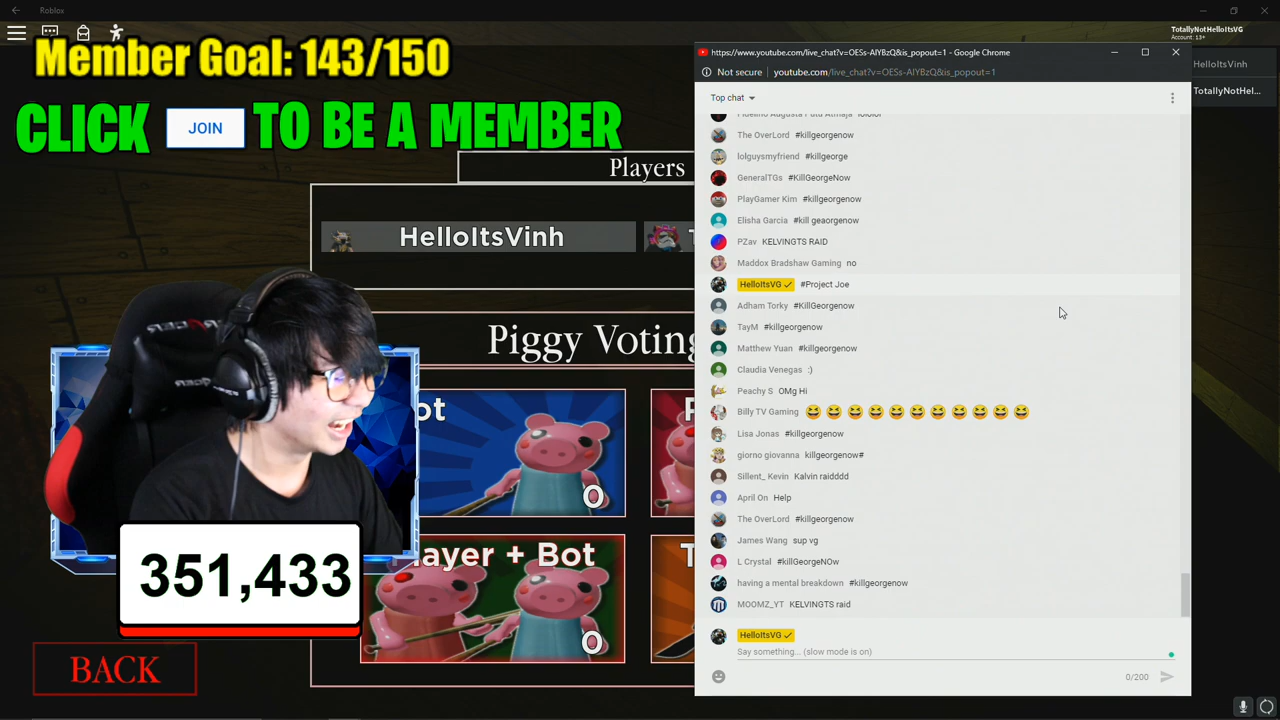 Roblox
Member Goal: 143/150
CLICK JOIN TO BE A MEMBER
TotallyNotHelloItsVG
Account: 13+
HelloItsVinh
TotallyNotHel...
Players
HelloItsVinh
Piggy Voting
0
Player + Bot
0
351,433
BACK
https://www.youtube.com/live_chat?v=OESs-AIYBzQ&is_popout=1 - Google Chrome
Not secure youtube.com/live_chat?v=OESs-AIYBzQ&is_popout=1
Top chat
The OverLord #killgeorgenow
lolguysmyfriend #killgeorge
GeneralTGs #KillGeorgeNow
PlayGamer Kim #killgeorgenow
Elisha Garcia #kill geaorgenow
PZav KELVINGTS RAID
Maddox Bradshaw Gaming no
HelloItsVG #Project Joe
Adham Torky #KillGeorgenow
TayM #killgeorgenow
Matthew Yuan #killgeorgenow
Claudia Venegas :)
Peachy S OMg Hi
Billy TV Gaming 😆 😆 😆 😆 😆 😆 😆 😆 😆 😆 😆
Lisa Jonas #killgeorgenow
giorno giovanna killgeorgenow#
Sillent_ Kevin Kalvin raidddd
April On Help
The OverLord #killgeorgenow
James Wang sup vg
L Crystal #killGeorgeNOw
having a mental breakdown #killgeorgenow
MOOMZ_YT KELVINGTS raid
HelloItsVG
Say something... (slow mode is on)
0/200